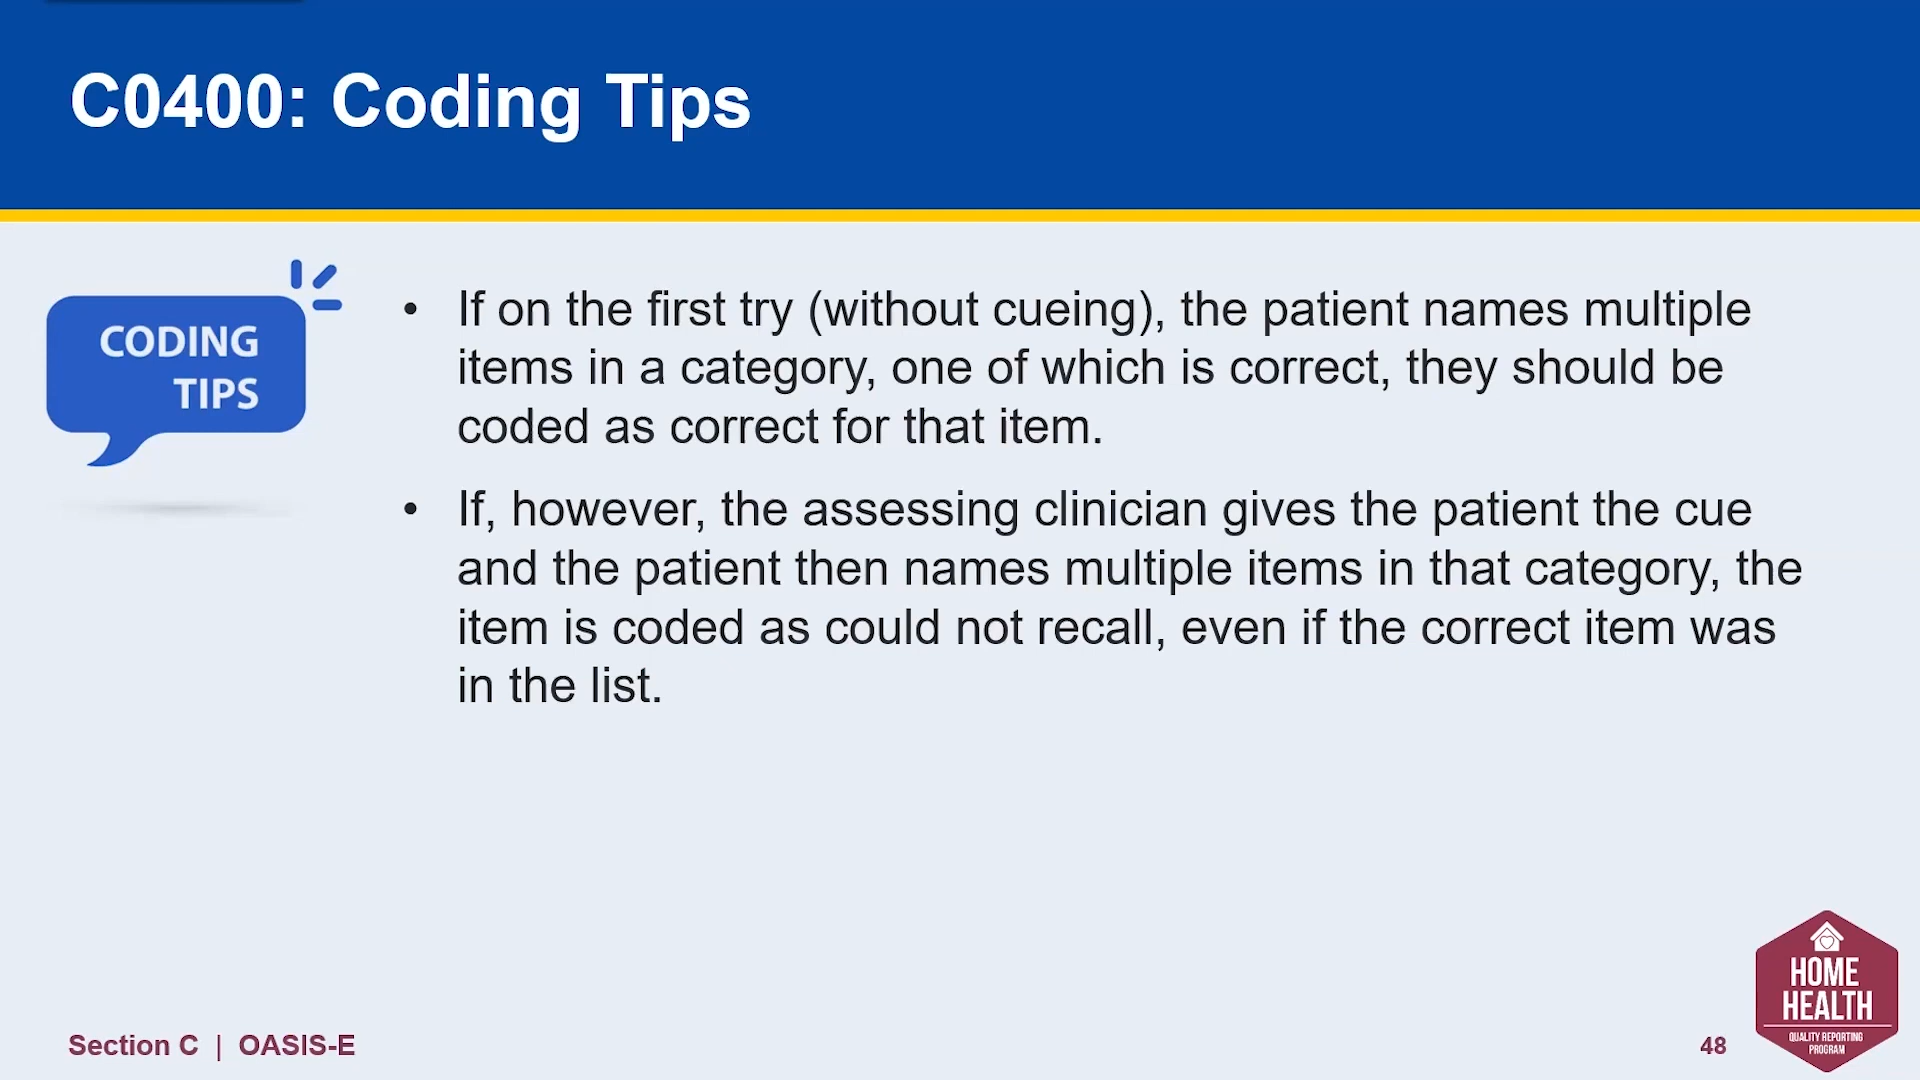 C0400: Coding Tips
CODING
TIPS
• If on the first try (without cueing), the patient names multiple
items in a category, one of which is correct, they should be
coded as correct for that item.
• If, however, the assessing clinician gives the patient the cue
and the patient then names multiple items in that category, the
item is coded as could not recall, even if the correct item was
in the list.
Section C | OASIS-E
48
HOME
HEALTH
QUALITY REPORTING
PROGRAM